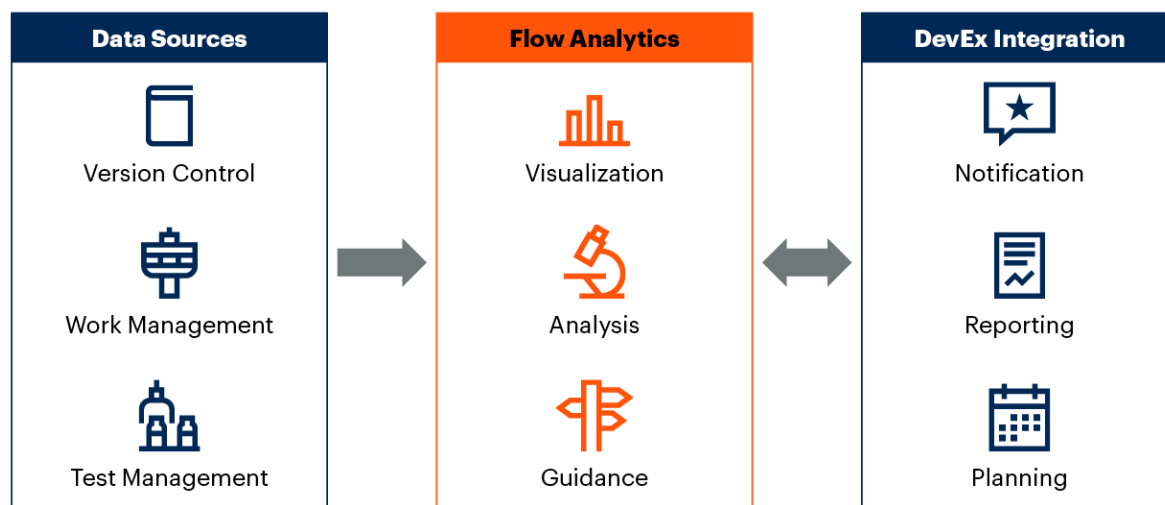 Data Sources
Version Control
Work Management
Test Management
Flow Analytics
Visualization
Analysis
Guidance
DevEx Integration
Notification
Reporting
Planning